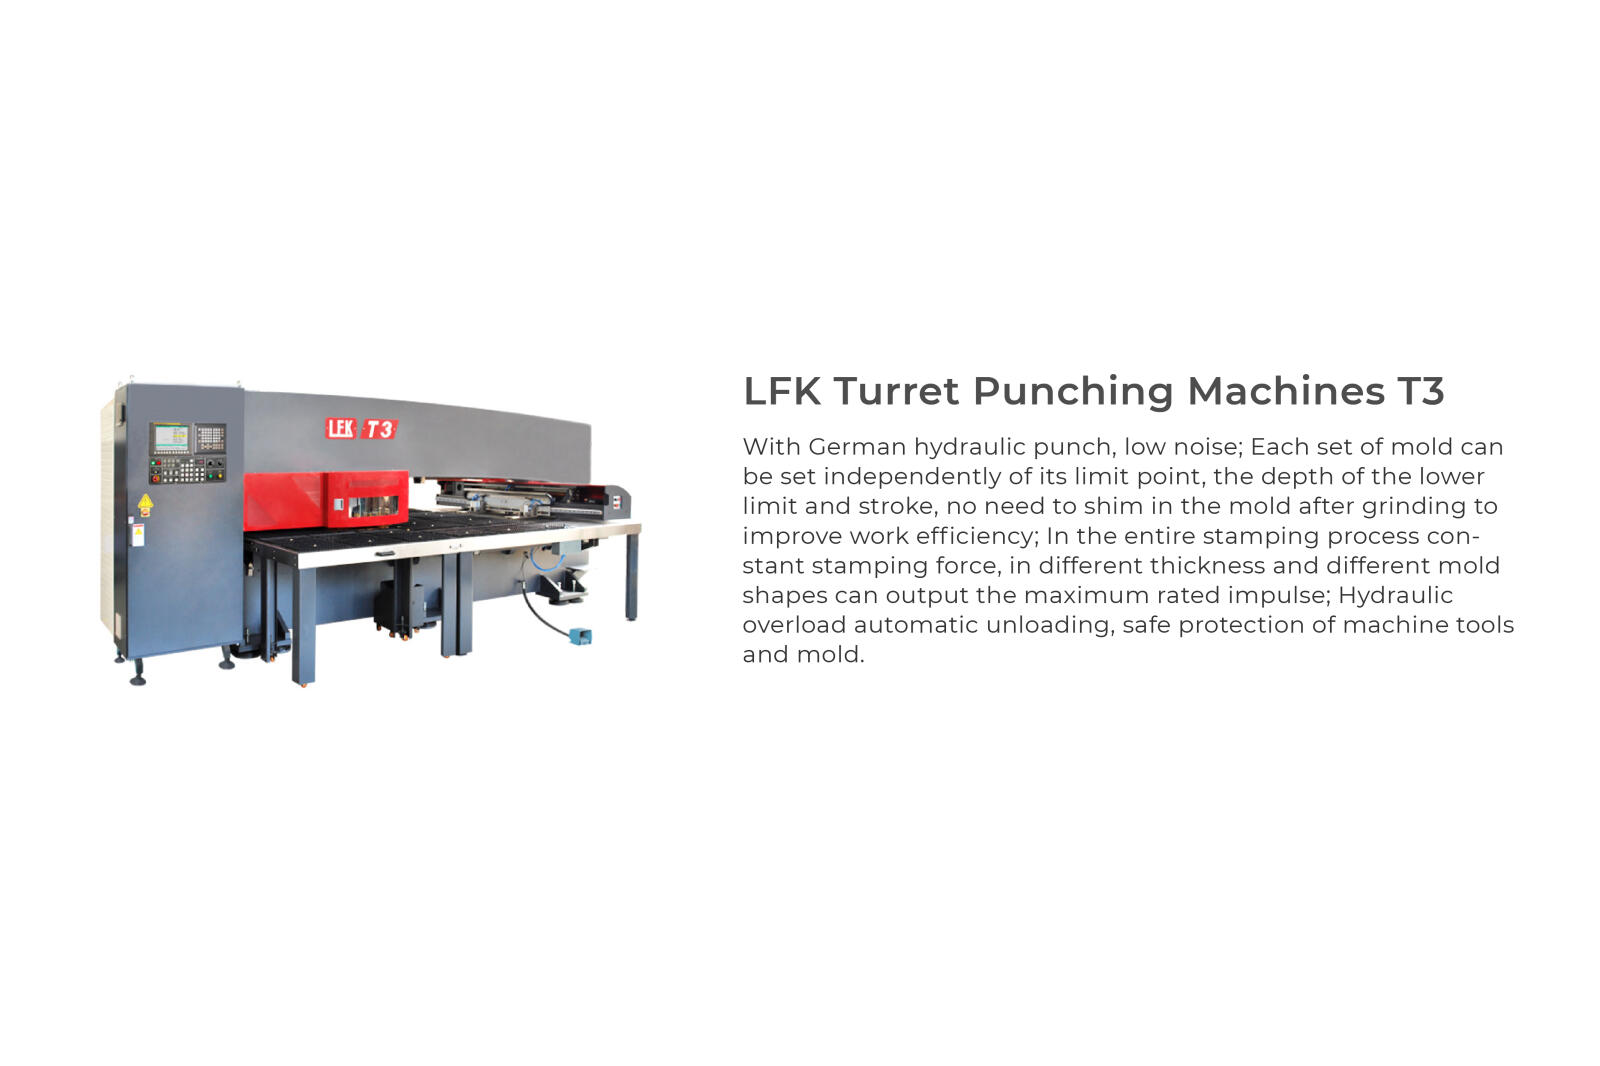 LFK T3
LFK Turret Punching Machines T3
With German hydraulic punch, low noise; Each set of mold can
be set independently of its limit point, the depth of the lower
limit and stroke, no need to shim in the mold after grinding to
improve work efficiency; In the entire stamping process con-
stant stamping force, in different thickness and different mold
shapes can output the maximum rated impulse; Hydraulic
overload automatic unloading, safe protection of machine tools
and mold.